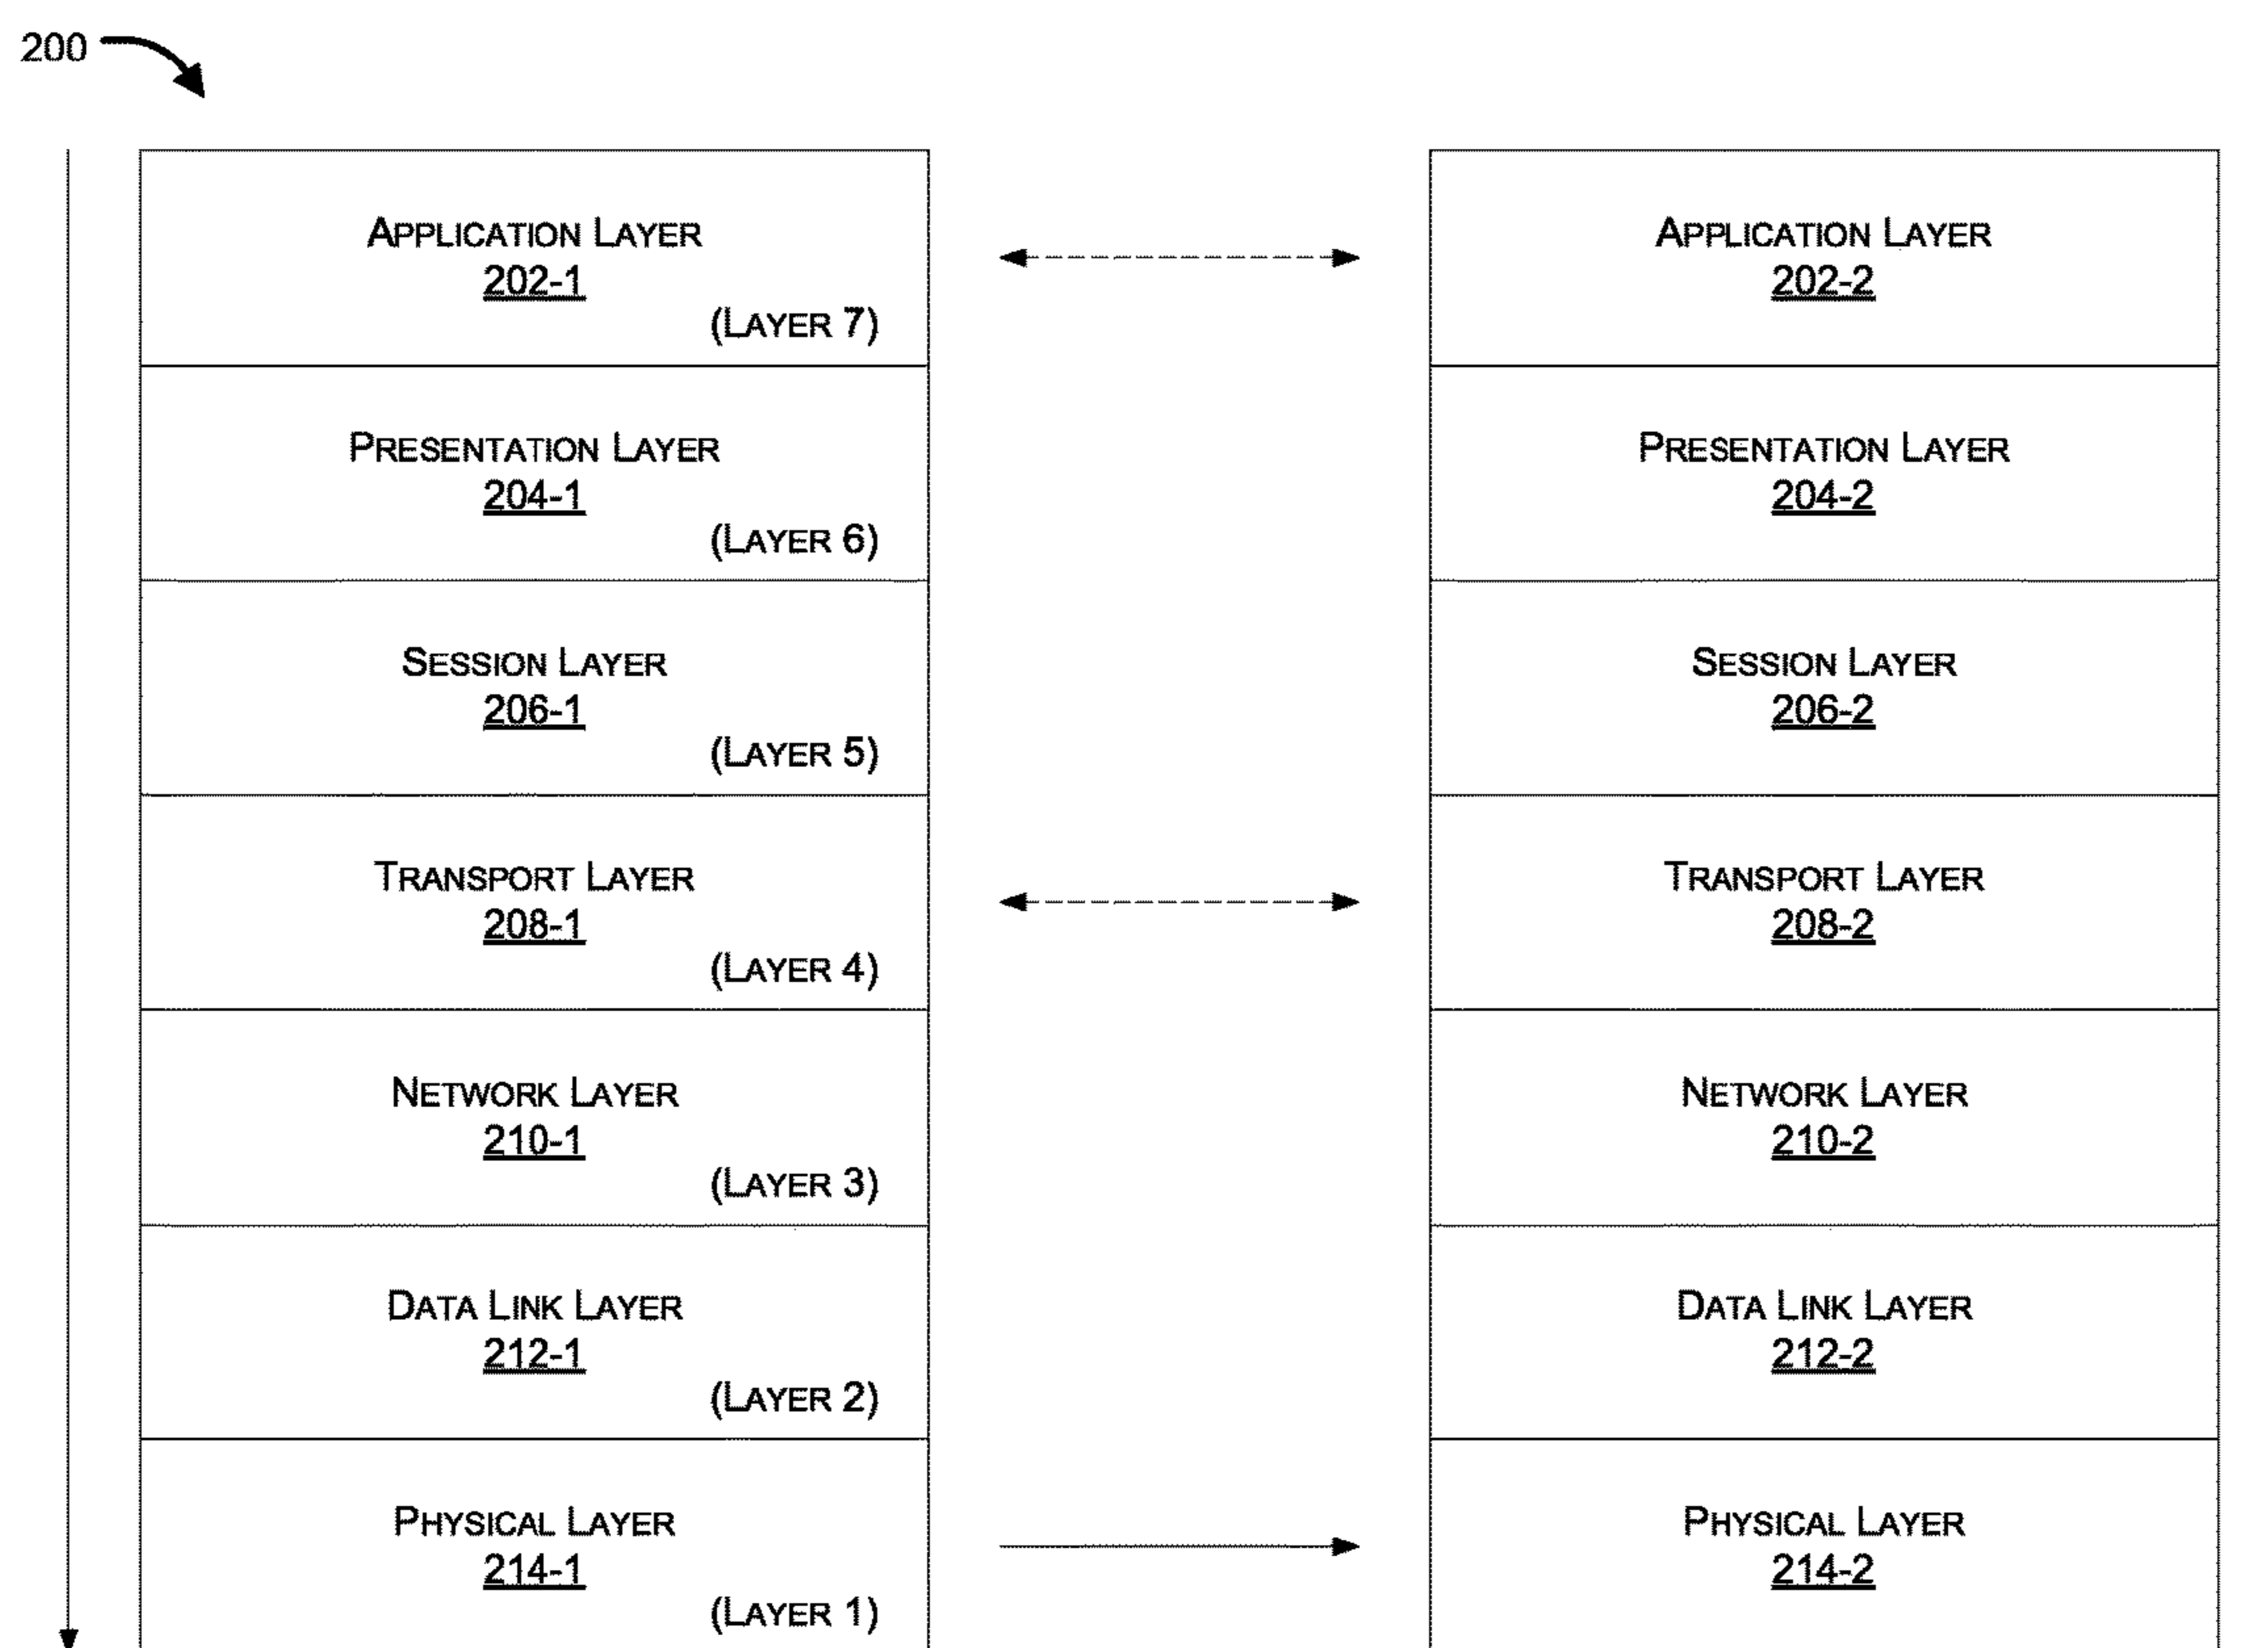 200
APPLICATION LAYER
202-1
(LAYER 7)
APPLICATION LAYER
202-2
PRESENTATION LAYER
204-1
(LAYER 6)
PRESENTATION LAYER
204-2
SESSION LAYER
206-1
(LAYER 5)
SESSION LAYER
206-2
TRANSPORT LAYER
208-1
(LAYER 4)
TRANSPORT LAYER
208-2
NETWORK LAYER
210-1
(LAYER 3)
NETWORK LAYER
210-2
DATA LINK LAYER
212-1
(LAYER 2)
DATA LINK LAYER
212-2
PHYSICAL LAYER
214-1
(LAYER 1)
PHYSICAL LAYER
214-2